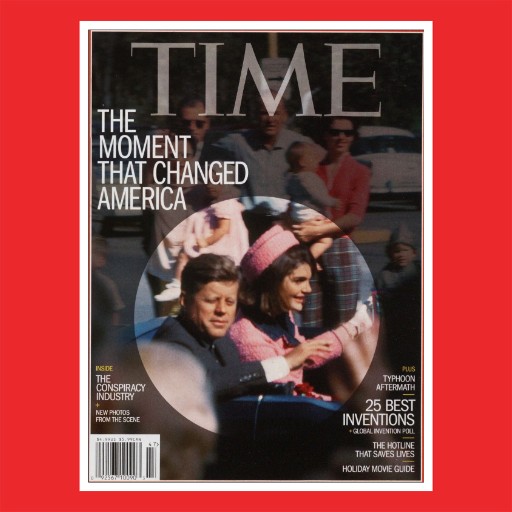 TIME
THE
MOMENT
THAT CHANGED
AMERICA
INSIDE
THE
CONSPIRACY
INDUSTRY
+
NEW PHOTOS
FROM THE SCENE
PLUS
TYPHOON
AFTERMATH
25 BEST
INVENTIONS
+ GLOBAL INVENTION POLL
THE HOTLINE
THAT SAVES LIVES
HOLIDAY MOVIE GUIDE
47